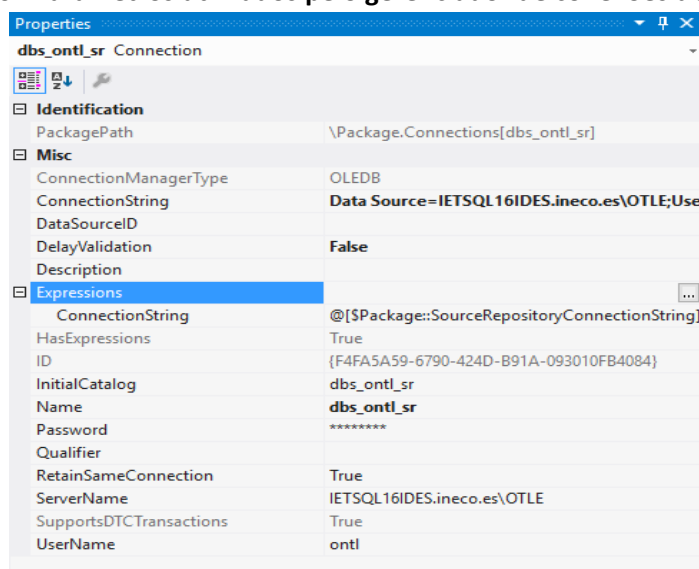 Properties
dbs_ontl_sr Connection
Identification
PackagePath \Package.Connections[dbs_ontl_sr]
Misc
ConnectionManagerType OLEDB
ConnectionString Data Source=IETSQL16IDES.ineco.es\OTLE;Use
DataSourceID
DelayValidation False
Description
Expressions ...
ConnectionString @[$Package::SourceRepositoryConnectionString]
HasExpressions True
ID {F4FA5A59-6790-424D-B91A-093010FB4084}
InitialCatalog dbs_ontl_sr
Name dbs_ontl_sr
Password ********
Qualifier
RetainSameConnection True
ServerName IETSQL16IDES.ineco.es\OTLE
SupportsDTCTransactions True
UserName ontl